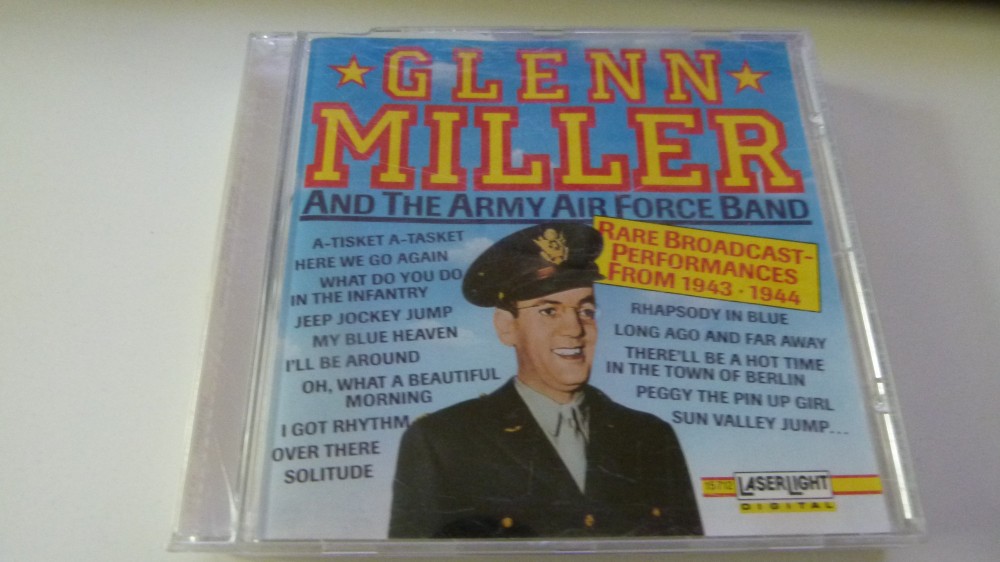 GLENN
MILLER
AND THE ARMY AIR FORCE BAND
A-TISKET A-TASKET
HERE WE GO AGAIN
WHAT DO YOU DO
IN THE INFANTRY
JEEP JOCKEY JUMP
MY BLUE HEAVEN
I'LL BE AROUND
OH, WHAT A BEAUTIFUL
MORNING
I GOT RHYTHM
OVER THERE
SOLITUDE
RARE BROADCAST-
PERFORMANCES
FROM 1943 · 1944
RHAPSODY IN BLUE
LONG AGO AND FAR AWAY
THERE'LL BE A HOT TIME
IN THE TOWN OF BERLIN
PEGGY THE PIN UP GIRL
SUN VALLEY JUMP...
15 712
LASERLIGHT
DIGITAL